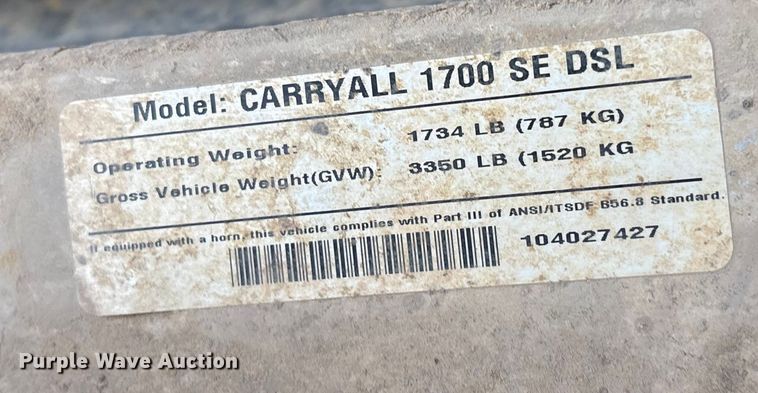 Model: CARRYALL 1700 SE DSL
Operating Weight: 1734 LB (787 KG)
Gross Vehicle Weight(GVW): 3350 LB (1520 KG
If equipped with a horn, this vehicle complies with Part III of ANSI/ITSDF B56.8 Standard.
104027427
Purple Wave Auction